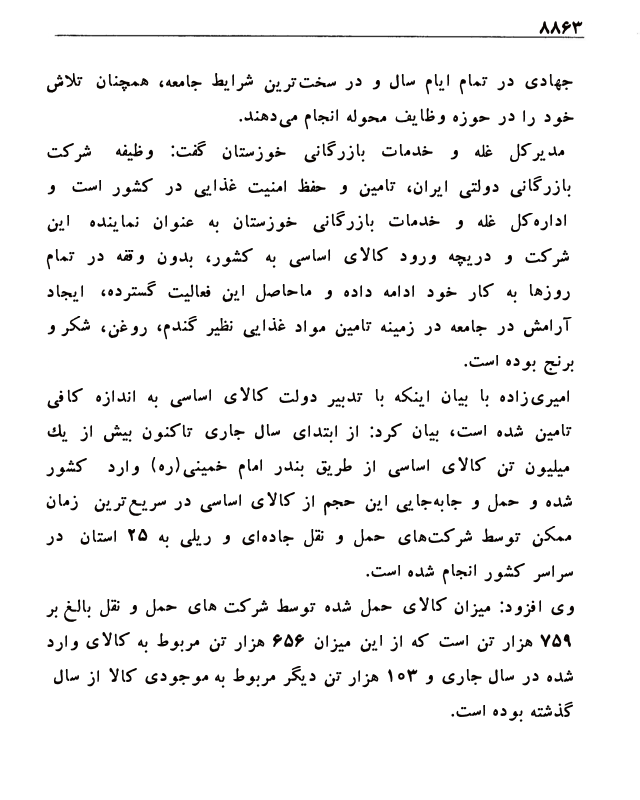 ۸۸۶۳
جهادی در تمام ایام سال و در سخت‌ترین شرایط جامعه، همچنان تلاش
خود را در حوزه وظایف محوله انجام می‌دهند.
مدیرکل غله و خدمات بازرگانی خوزستان گفت: وظیفه شرکت
بازرگانی دولتی ایران، تامین و حفظ امنیت غذایی در کشور است و
اداره‌کل غله و خدمات بازرگانی خوزستان به عنوان نماینده این
شرکت و دریچه ورود کالای اساسی به کشور، بدون وقفه در تمام
روزها به کار خود ادامه داده و ماحاصل این فعالیت گسترده، ایجاد
آرامش در جامعه در زمینه تامین مواد غذایی نظیر گندم، روغن، شکر و
برنج بوده است.
امیری‌زاده با بیان اینکه با تدبیر دولت کالای اساسی به اندازه کافی
تامین شده است، بیان کرد: از ابتدای سال جاری تاکنون بیش از یك
میلیون تن کالای اساسی از طریق بندر امام خمینی(ره) وارد کشور
شده و حمل و جابه‌جایی این حجم از کالای اساسی در سریع‌ترین زمان
ممکن توسط شرکت‌های حمل و نقل جاده‌ای و ریلی به ۲۵ استان در
سراسر کشور انجام شده است.
وی افزود: میزان کالای حمل شده توسط شرکت های حمل و نقل بالغ بر
۷۵۹ هزار تن است که از این میزان ۶۵۶ هزار تن مربوط به کالای وارد
شده در سال جاری و ۱۰۳ هزار تن دیگر مربوط به موجودی کالا از سال
گذشته بوده است.